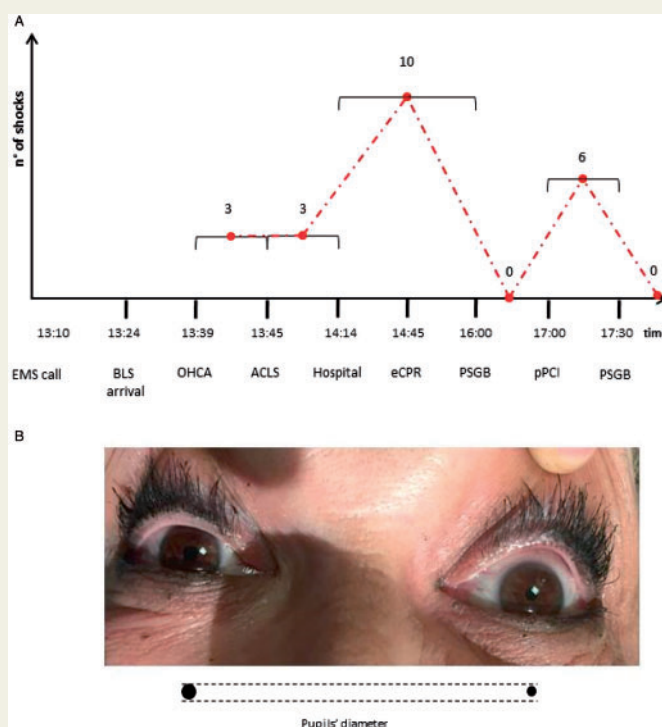 A
n° of shocks
10
3 3
6
0
0
13:10 13:24 13:39 13:45 14:14 14:45 16:00 17:00 17:30 tim
EMS call BLS arrival OHCA ACLS Hospital eCPR PSGB pPCI PSGB
B
Pupils' diameter